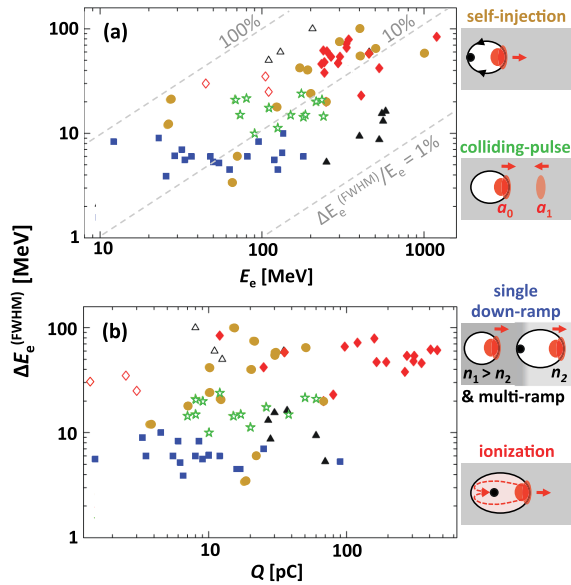 (a)
100%
10%
ΔE_e^(FWHM)/E_e = 1%
100
10
1
10
100
1000
E_e [MeV]
ΔE_e^(FWHM) [MeV]
(b)
100
10
1
10
100
Q [pC]
self-injection
colliding-pulse
a_0
a_1
single
down-ramp
n_1 > n_2
n_2
& multi-ramp
ionization